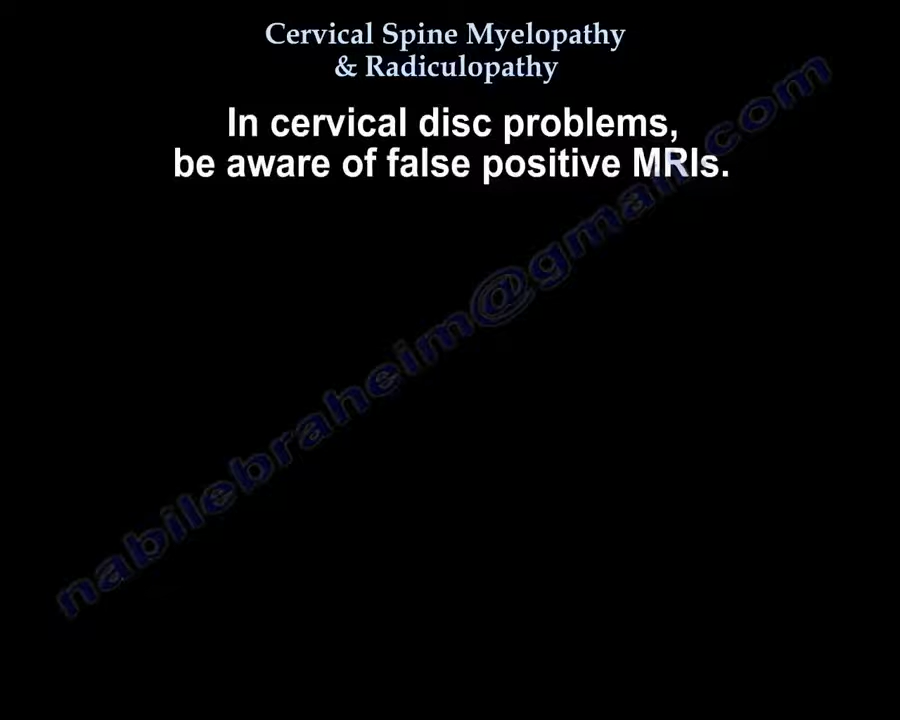 Cervical Spine Myelopathy
& Radiculopathy
In cervical disc problems,
be aware of false positive MRIs.
nabilebraheim@gmail.com